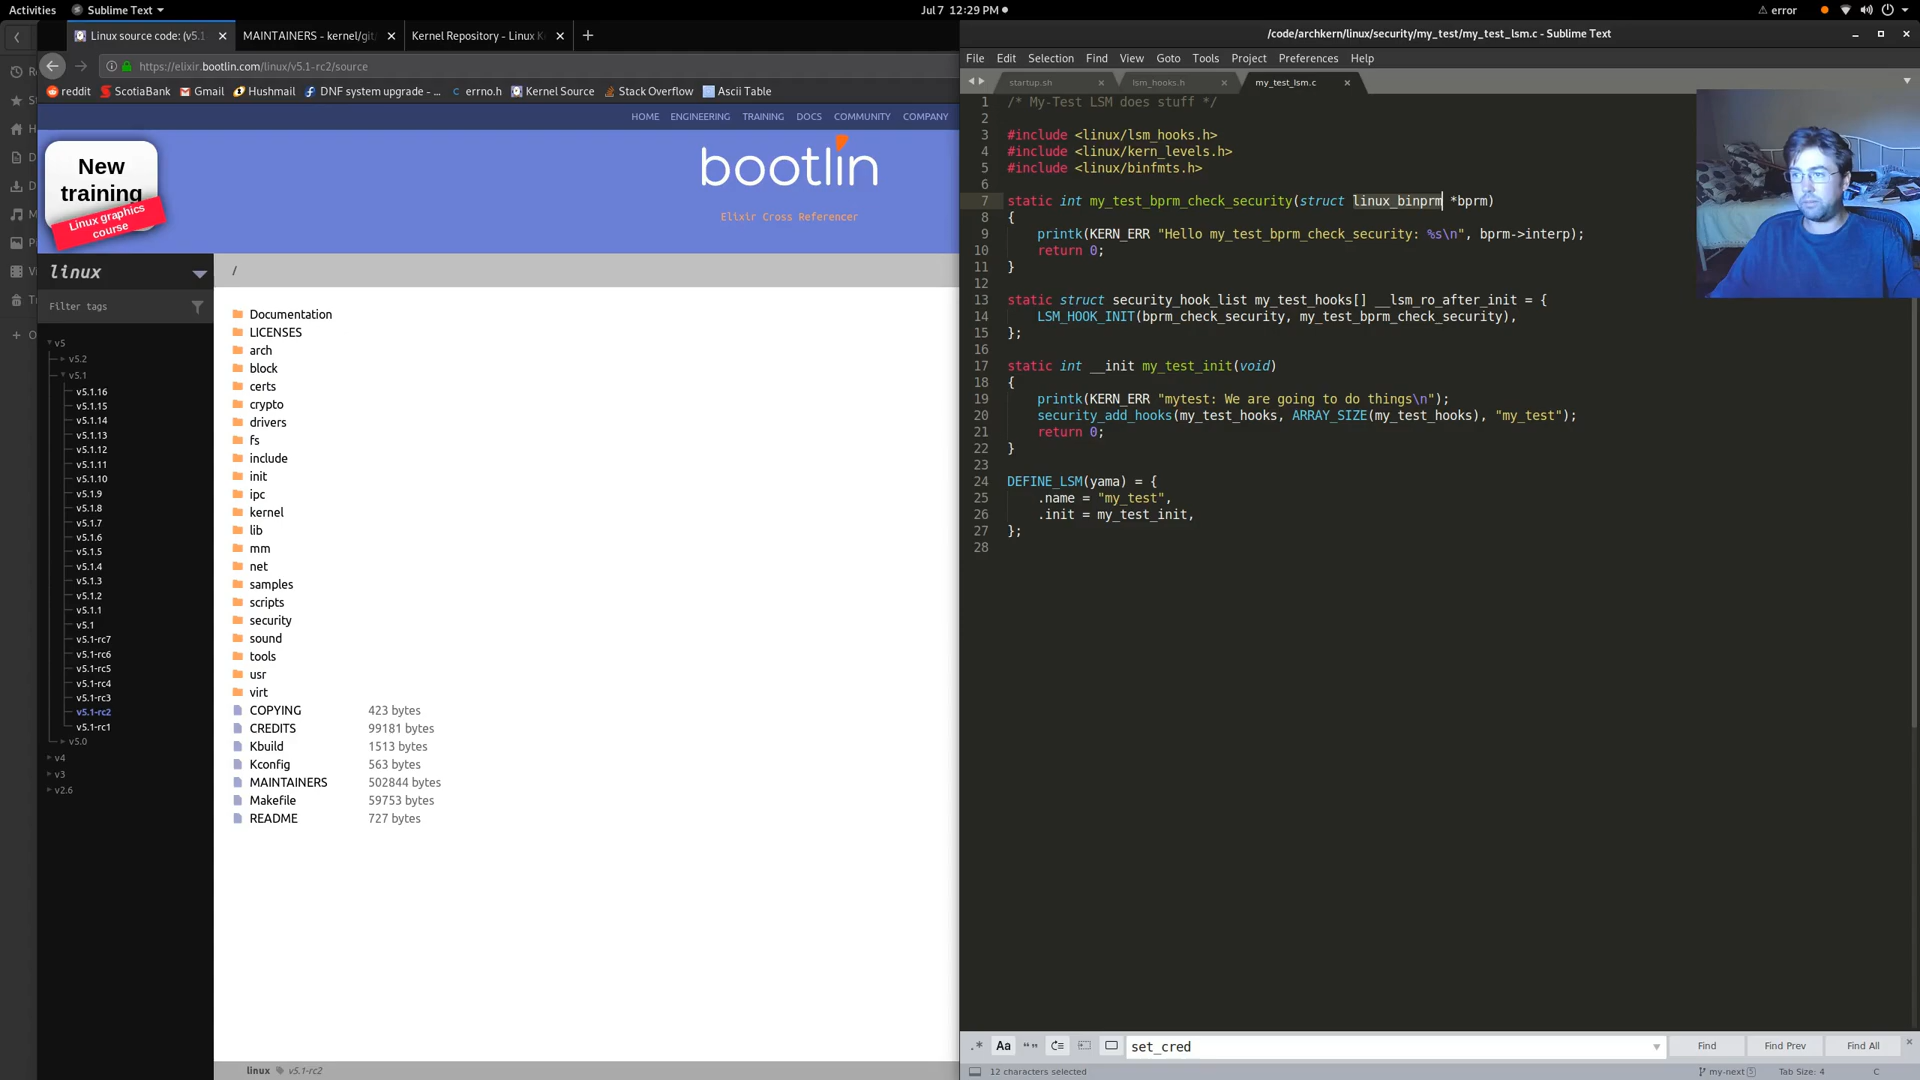 Activities
Sublime Text
Jul 7 12:29 PM
error
Linux source code: (v5.1
MAINTAINERS - kernel/git/
Kernel Repository - Linux K
https://elixir.bootlin.com/linux/v5.1-rc2/source
reddit
ScotiaBank
Gmail
Hushmail
DNF system upgrade - ...
errno.h
Kernel Source
Stack Overflow
Ascii Table
HOME
ENGINEERING
TRAINING
DOCS
COMMUNITY
COMPANY
New
training
Linux graphics
course
bootlin
Elixir Cross Referencer
linux
/
Filter tags
v5
v5.2
v5.1
v5.1.16
v5.1.15
v5.1.14
v5.1.13
v5.1.12
v5.1.11
v5.1.10
v5.1.9
v5.1.8
v5.1.7
v5.1.6
v5.1.5
v5.1.4
v5.1.3
v5.1.2
v5.1.1
v5.1
v5.1-rc7
v5.1-rc6
v5.1-rc5
v5.1-rc4
v5.1-rc3
v5.1-rc2
v5.1-rc1
v5.0
v4
v3
v2.6
Documentation
LICENSES
arch
block
certs
crypto
drivers
fs
include
init
ipc
kernel
lib
mm
net
samples
scripts
security
sound
tools
usr
virt
COPYING 423 bytes
CREDITS 99181 bytes
Kbuild 1513 bytes
Kconfig 563 bytes
MAINTAINERS 502844 bytes
Makefile 59753 bytes
README 727 bytes
linux v5.1-rc2
/code/archkern/linux/security/my_test/my_test_lsm.c - Sublime Text
File Edit Selection Find View Goto Tools Project Preferences Help
startup.sh
lsm_hooks.h
my_test_lsm.c
1 /* My-Test LSM does stuff */
2
3 #include <linux/lsm_hooks.h>
4 #include <linux/kern_levels.h>
5 #include <linux/binfmts.h>
6
7 static int my_test_bprm_check_security(struct linux_binprm *bprm)
8 {
9 printk(KERN_ERR "Hello my_test_bprm_check_security: %s\n", bprm->interp);
10 return 0;
11 }
12
13 static struct security_hook_list my_test_hooks[] __lsm_ro_after_init = {
14 LSM_HOOK_INIT(bprm_check_security, my_test_bprm_check_security),
15 };
16
17 static int __init my_test_init(void)
18 {
19 printk(KERN_ERR "mytest: We are going to do things\n");
20 security_add_hooks(my_test_hooks, ARRAY_SIZE(my_test_hooks), "my_test");
21 return 0;
22 }
23
24 DEFINE_LSM(yama) = {
25 .name = "my_test",
26 .init = my_test_init,
27 };
28
.*
Aa
set_cred
Find
Find Prev
Find All
12 characters selected
my-next 5
Tab Size: 4
C